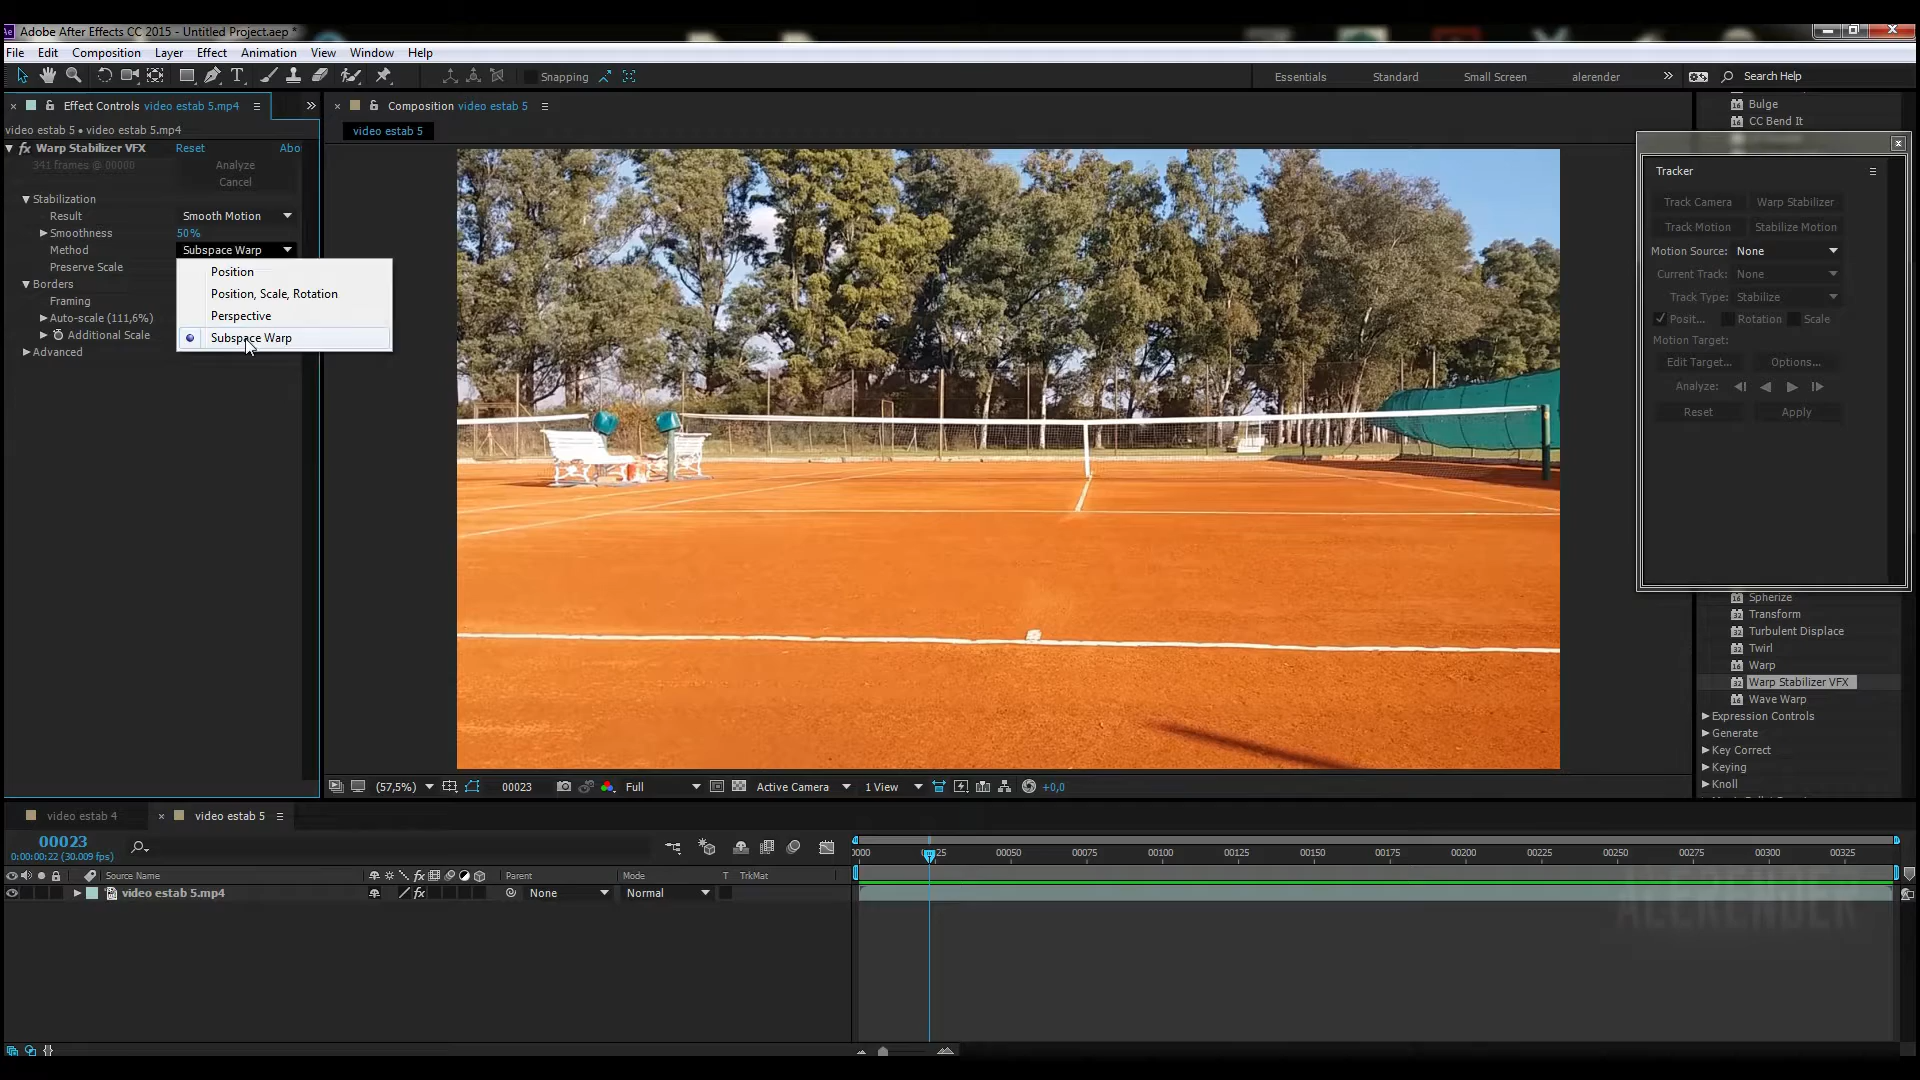 Ae Adobe After Effects CC 2015 - Untitled Project.aep *
File Edit Composition Layer Effect Animation View Window Help
Snapping
Essentials Standard Small Screen alerender » Search Help
Effect Controls video estab 5.mp4
Composition video estab 5
video estab 5 • video estab 5.mp4
video estab 5
fx Warp Stabilizer VFX Reset Abo
341 frames @ 00000 Analyze
Cancel
Stabilization
Result Smooth Motion
Smoothness 50%
Method Subspace Warp
Preserve Scale
Borders
Framing
Auto-scale (111,6%)
Additional Scale
Advanced
Position
Position, Scale, Rotation
Perspective
Subspace Warp
Bulge
CC Bend It
Tracker
Track Camera Warp Stabilizer
Track Motion Stabilize Motion
Motion Source: None
Current Track: None
Track Type: Stabilize
Posit... Rotation Scale
Motion Target:
Edit Target... Options...
Analyze:
Reset Apply
Spherize
Transform
Turbulent Displace
Twirl
Warp
Warp Stabilizer VFX
Wave Warp
Expression Controls
Generate
Key Correct
Keying
Knoll
(57,5%) 00023 Full Active Camera 1 View +0,0
video estab 4 video estab 5
00023
0:00:00:22 (30.009 fps)
0000 25 00050 00075 00100 00125 00150 00175 00200 00225 00250 00275 00300 00325
Source Name Parent Mode T TrkMat
video estab 5.mp4 None Normal
ALERENDER